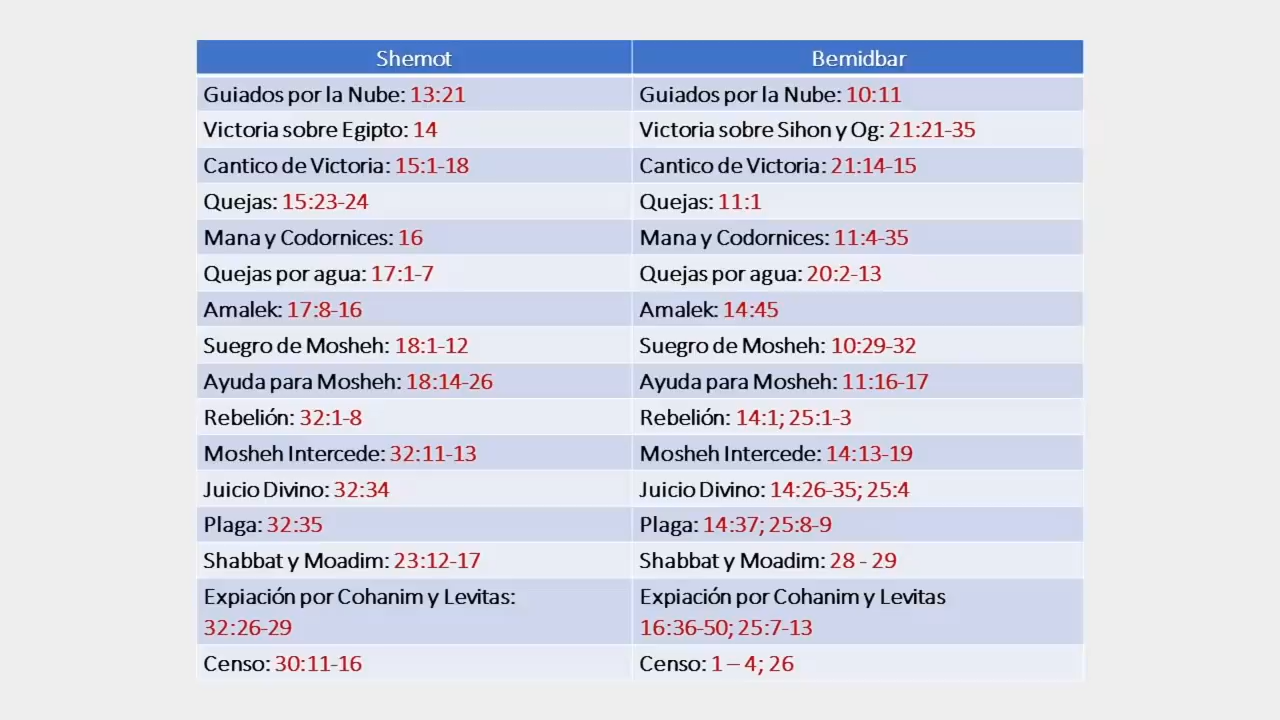 Shemot Bemidbar
Guiados por la Nube: 13:21 Guiados por la Nube: 10:11
Victoria sobre Egipto: 14 Victoria sobre Sihon y Og: 21:21-35
Cantico de Victoria: 15:1-18 Cantico de Victoria: 21:14-15
Quejas: 15:23-24 Quejas: 11:1
Mana y Codornices: 16 Mana y Codornices: 11:4-35
Quejas por agua: 17:1-7 Quejas por agua: 20:2-13
Amalek: 17:8-16 Amalek: 14:45
Suegro de Mosheh: 18:1-12 Suegro de Mosheh: 10:29-32
Ayuda para Mosheh: 18:14-26 Ayuda para Mosheh: 11:16-17
Rebelión: 32:1-8 Rebelión: 14:1; 25:1-3
Mosheh Intercede: 32:11-13 Mosheh Intercede: 14:13-19
Juicio Divino: 32:34 Juicio Divino: 14:26-35; 25:4
Plaga: 32:35 Plaga: 14:37; 25:8-9
Shabbat y Moadim: 23:12-17 Shabbat y Moadim: 28 - 29
Expiación por Cohanim y Levitas: Expiación por Cohanim y Levitas
32:26-29 16:36-50; 25:7-13
Censo: 30:11-16 Censo: 1 – 4; 26